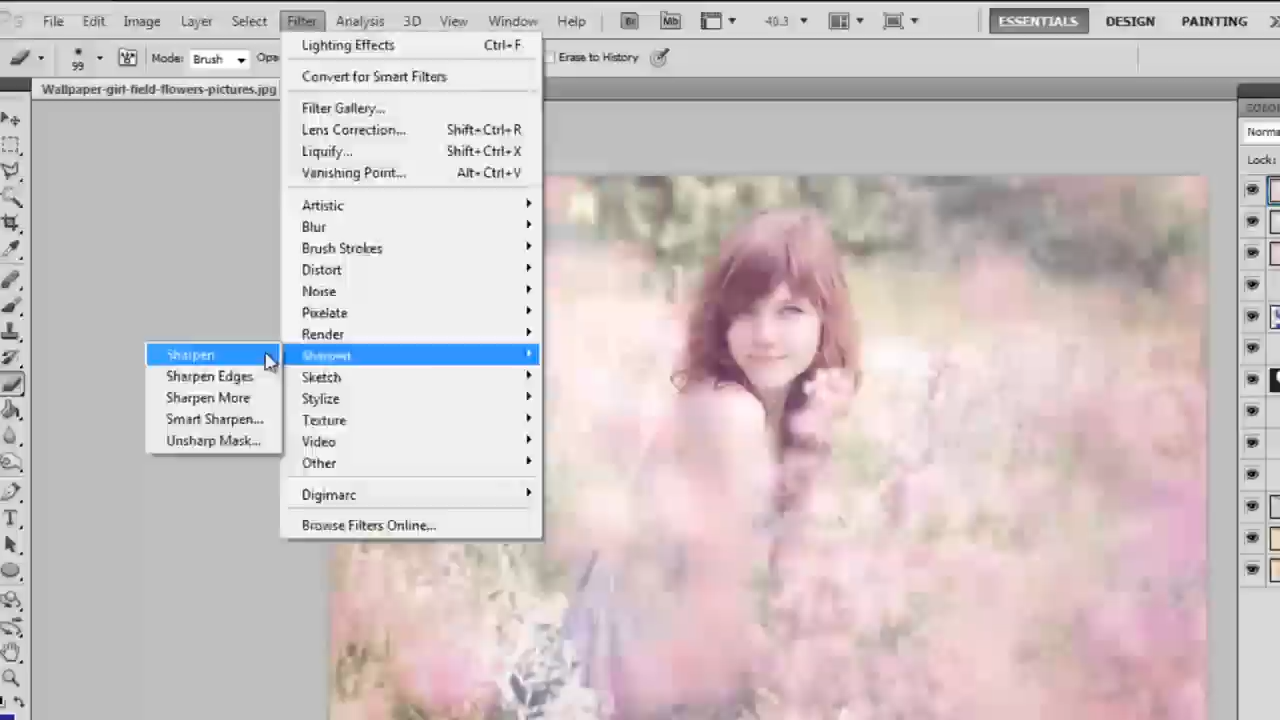 File Edit Image Layer Select Filter Analysis 3D View Window Help Br Mb 40.3 ESSENTIALS DESIGN PAINTING
99 Mode: Brush Erase to History
Wallpaper-girl-field-flowers-pictures.jpg
Lighting Effects Ctrl+F
Convert for Smart Filters
Filter Gallery...
Lens Correction... Shift+Ctrl+R
Liquify... Shift+Ctrl+X
Vanishing Point... Alt+Ctrl+V
Artistic
Blur
Brush Strokes
Distort
Noise
Pixelate
Render
Sharpen
Sketch
Stylize
Texture
Video
Other
Digimarc
Browse Filters Online...
Sharpen
Sharpen Edges
Sharpen More
Smart Sharpen...
Unsharp Mask...